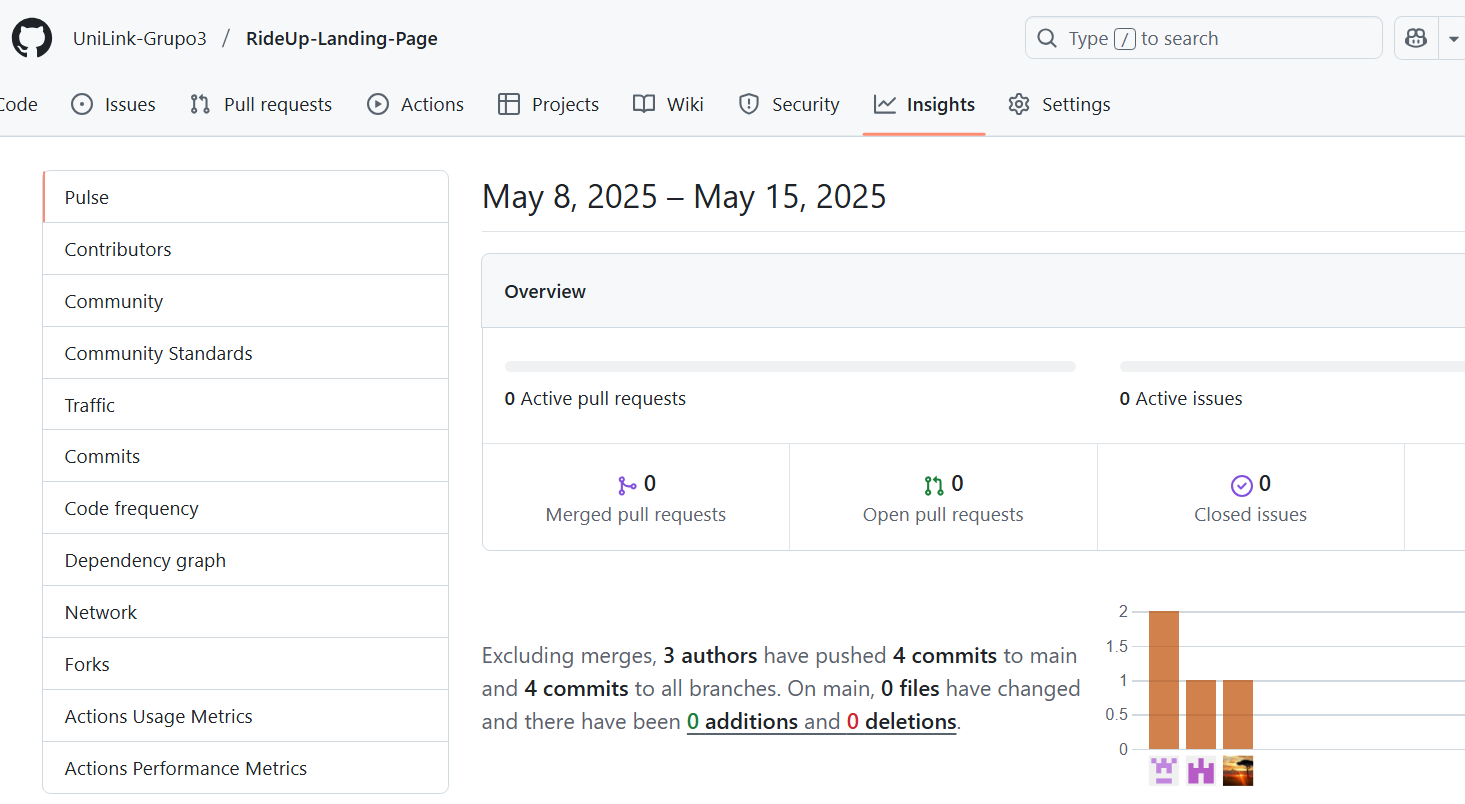 UniLink-Grupo3 / RideUp-Landing-Page
Type / to search
Code Issues Pull requests Actions Projects Wiki Security Insights Settings
Pulse
Contributors
Community
Community Standards
Traffic
Commits
Code frequency
Dependency graph
Network
Forks
Actions Usage Metrics
Actions Performance Metrics
May 8, 2025 – May 15, 2025
Overview
0 Active pull requests
0 Active issues
0
Merged pull requests
0
Open pull requests
0
Closed issues
Excluding merges, 3 authors have pushed 4 commits to main
and 4 commits to all branches. On main, 0 files have changed
and there have been 0 additions and 0 deletions.
2
1.5
1
0.5
0